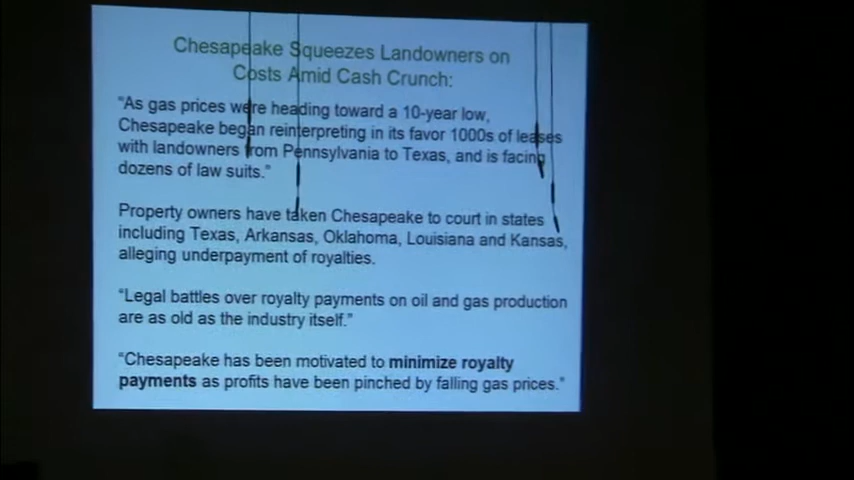 Chesapeake Squeezes Landowners on
Costs Amid Cash Crunch:
“As gas prices were heading toward a 10-year low,
Chesapeake began reinterpreting in its favor 1000s of leases
with landowners from Pennsylvania to Texas, and is facing
dozens of law suits.”
Property owners have taken Chesapeake to court in states
including Texas, Arkansas, Oklahoma, Louisiana and Kansas,
alleging underpayment of royalties.
“Legal battles over royalty payments on oil and gas production
are as old as the industry itself.”
“Chesapeake has been motivated to minimize royalty
payments as profits have been pinched by falling gas prices.”